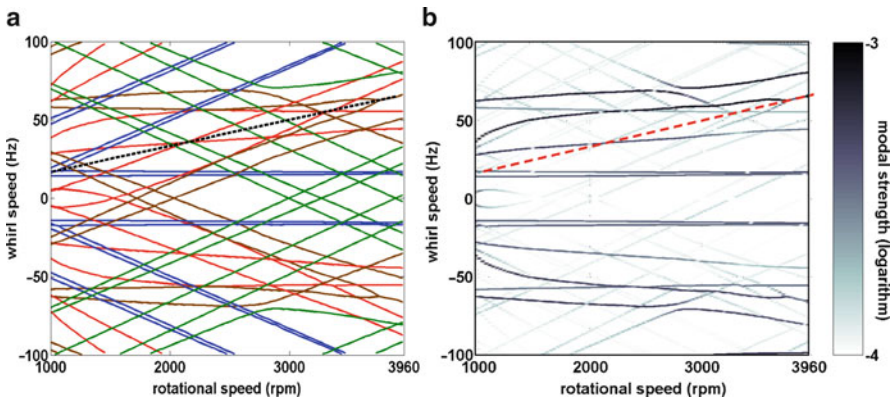 a
100
50
0
−50
−100
whirl speed (Hz)
1000
2000
3000
3960
rotational speed (rpm)
b
100
50
0
−50
−100
whirl speed (Hz)
1000
2000
3000
3960
rotational speed (rpm)
-3
-4
modal strength (logarithm)